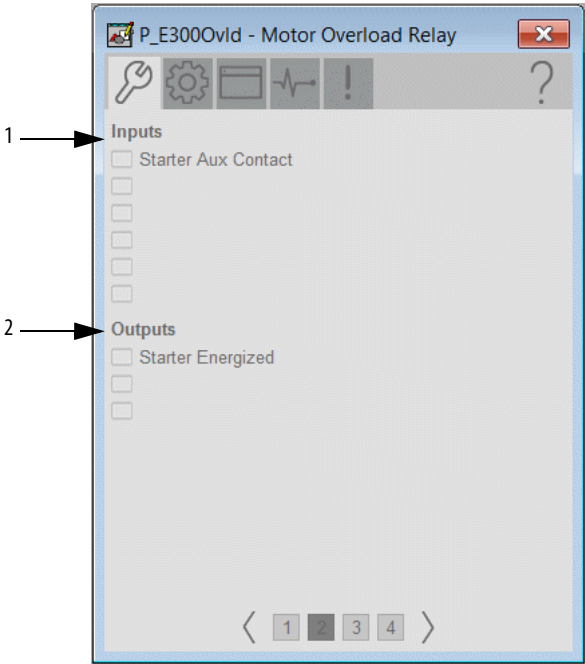 P_E300Ovld - Motor Overload Relay
?
1
Inputs
Starter Aux Contact
2
Outputs
Starter Energized
1 2 3 4